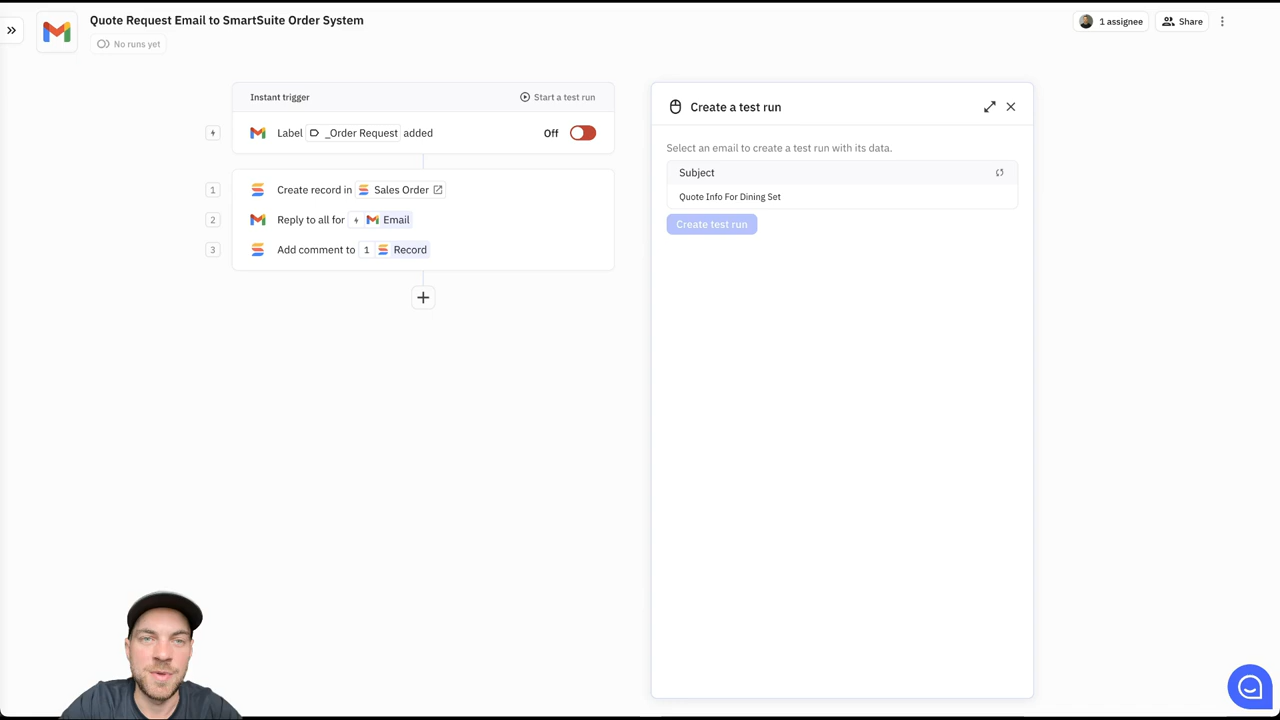 Quote Request Email to SmartSuite Order System
No runs yet
1 assignee
Share
Instant trigger
Start a test run
Label _Order Request added
Off
1 Create record in Sales Order
2 Reply to all for Email
3 Add comment to 1 Record
Create a test run
Select an email to create a test run with its data.
Subject
Quote Info For Dining Set
Create test run